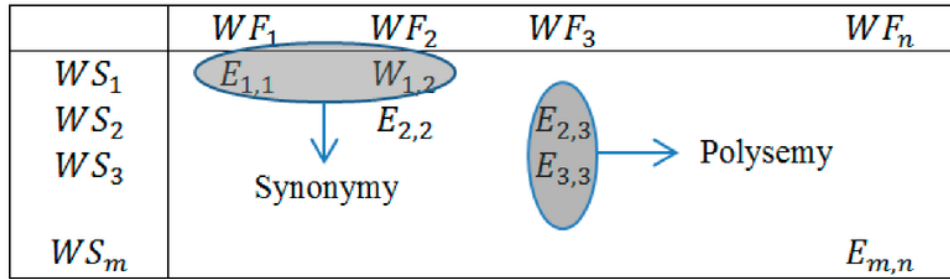 WF₁ WF₂ WF₃ WFₙ
WS₁ E₁,₁ W₁,₂
WS₂ E₂,₂ E₂,₃
WS₃ E₃,₃ Polysemy
Synonymy
WSₘ Eₘ,ₙ